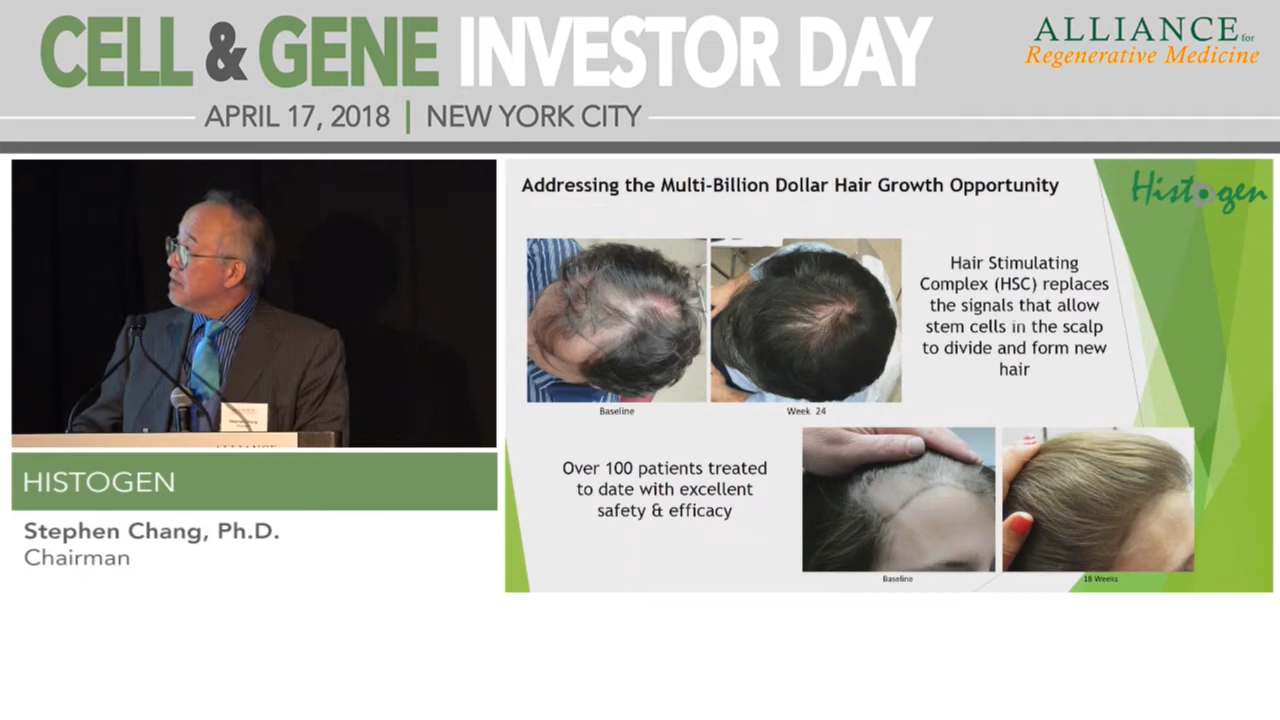 CELL & GENE INVESTOR DAY
APRIL 17, 2018 | NEW YORK CITY
ALLIANCE for
Regenerative Medicine
HISTOGEN
Stephen Chang, Ph.D.
Chairman
Addressing the Multi-Billion Dollar Hair Growth Opportunity
Histogen
Hair Stimulating
Complex (HSC) replaces
the signals that allow
stem cells in the scalp
to divide and form new
hair
Baseline
Week 24
Over 100 patients treated
to date with excellent
safety & efficacy
Baseline
18 Weeks